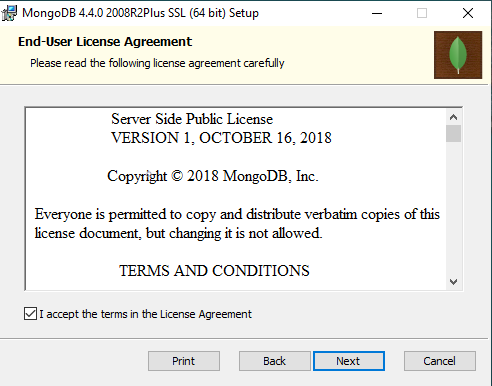 MongoDB 4.4.0 2008R2Plus SSL (64 bit) Setup
End-User License Agreement
Please read the following license agreement carefully
Server Side Public License
VERSION 1, OCTOBER 16, 2018
Copyright © 2018 MongoDB, Inc.
Everyone is permitted to copy and distribute verbatim copies of this
license document, but changing it is not allowed.
TERMS AND CONDITIONS
I accept the terms in the License Agreement
Print Back Next Cancel